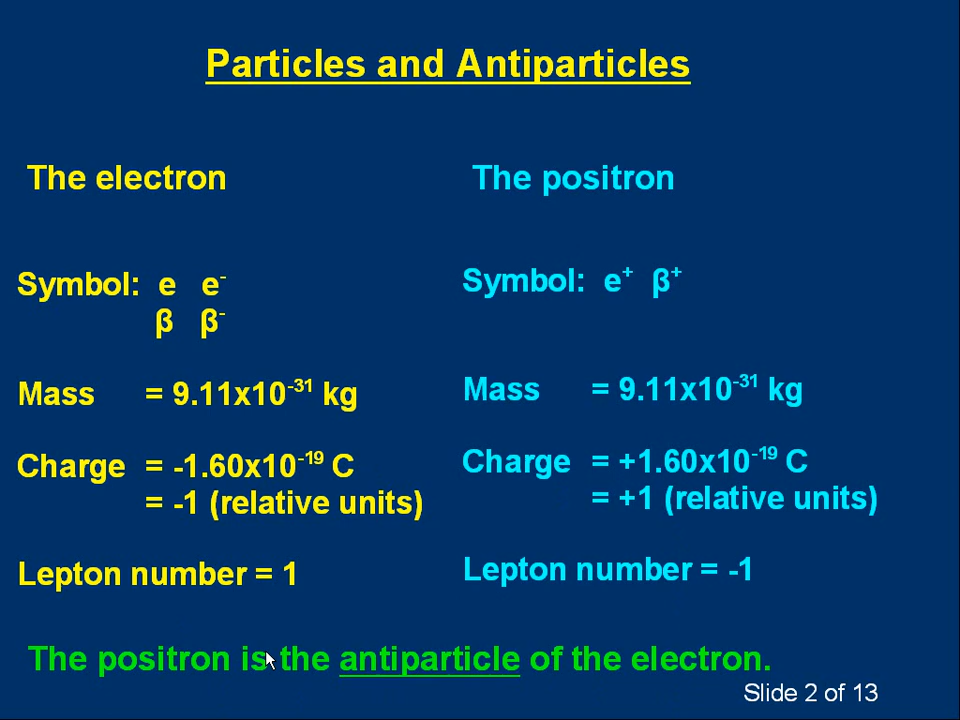 Particles and Antiparticles
The electron
Symbol: e e⁻
β β⁻
Mass = 9.11x10⁻³¹ kg
Charge = -1.60x10⁻¹⁹ C
= -1 (relative units)
Lepton number = 1
The positron
Symbol: e⁺ β⁺
Mass = 9.11x10⁻³¹ kg
Charge = +1.60x10⁻¹⁹ C
= +1 (relative units)
Lepton number = -1
The positron is the antiparticle of the electron.
Slide 2 of 13